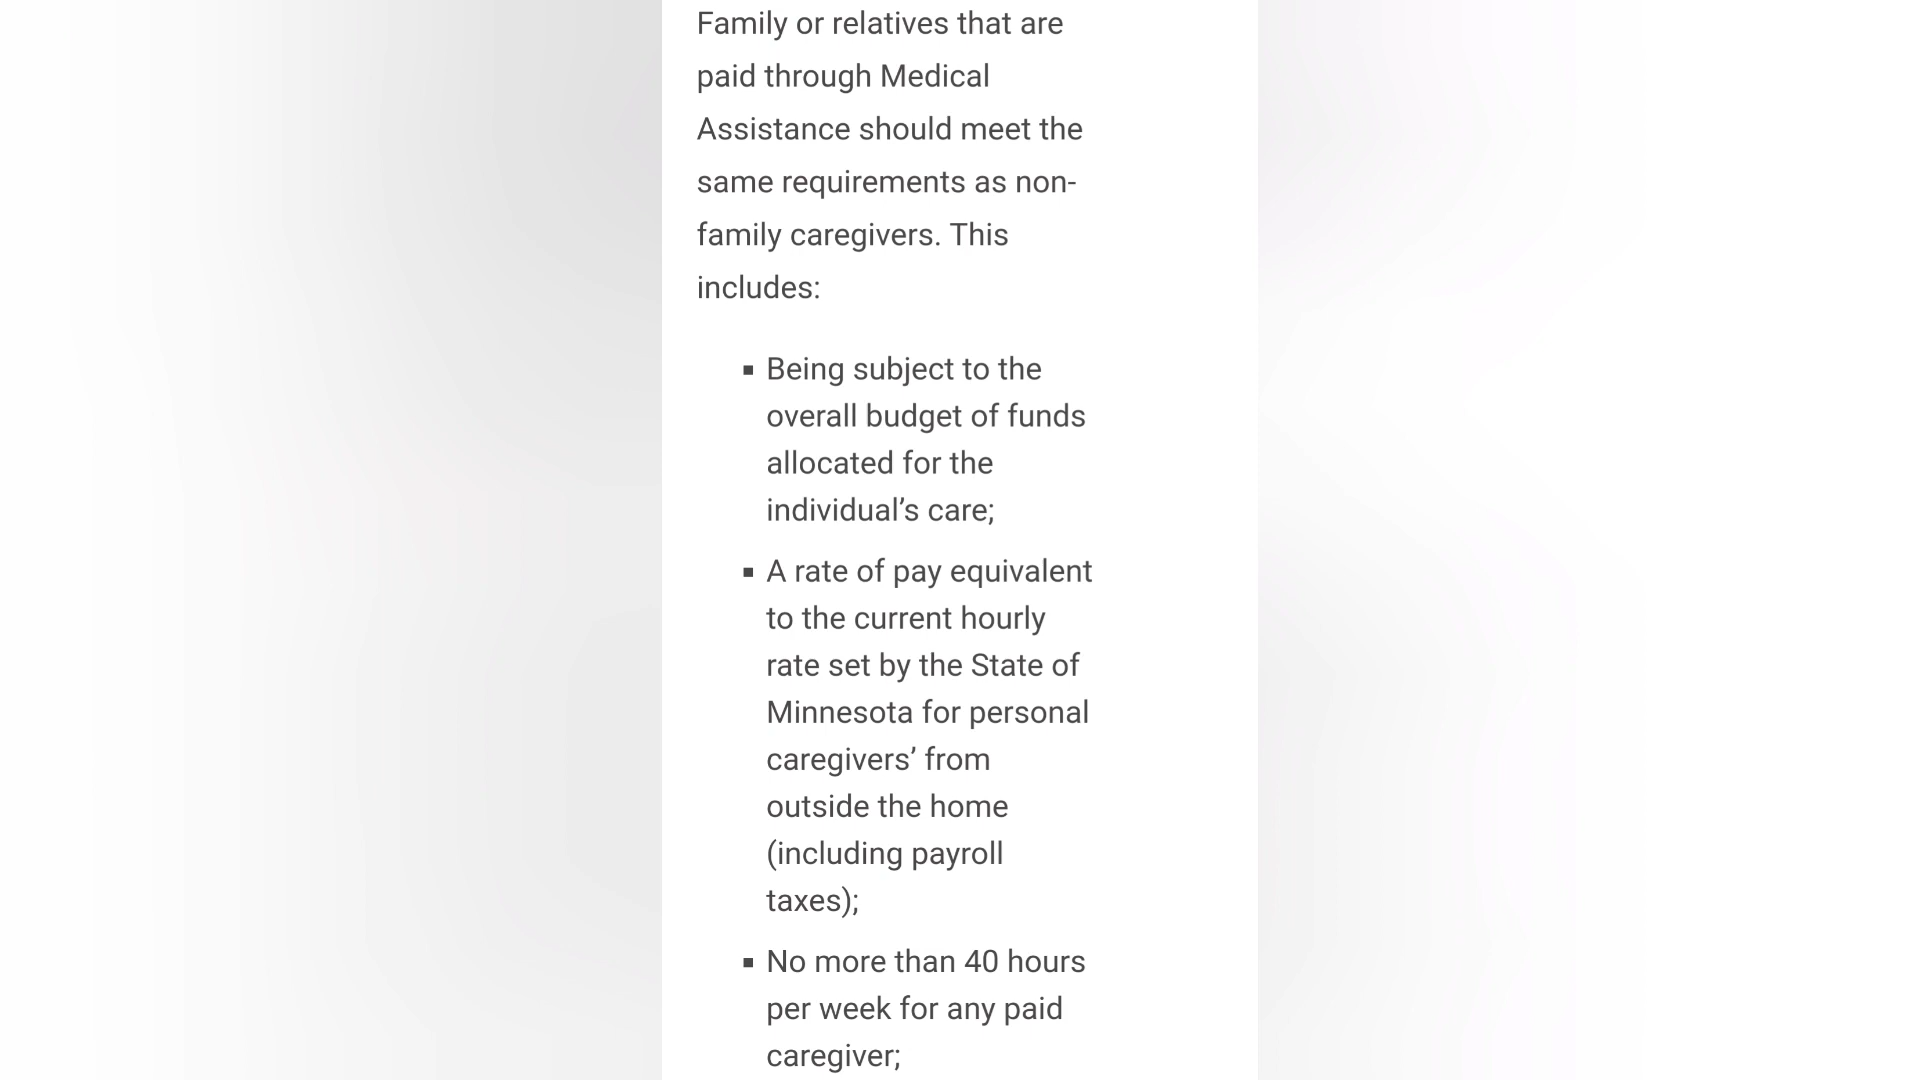 Family or relatives that are
paid through Medical
Assistance should meet the
same requirements as non-
family caregivers. This
includes:
▪ Being subject to the
overall budget of funds
allocated for the
individual’s care;
▪ A rate of pay equivalent
to the current hourly
rate set by the State of
Minnesota for personal
caregivers’ from
outside the home
(including payroll
taxes);
▪ No more than 40 hours
per week for any paid
caregiver;